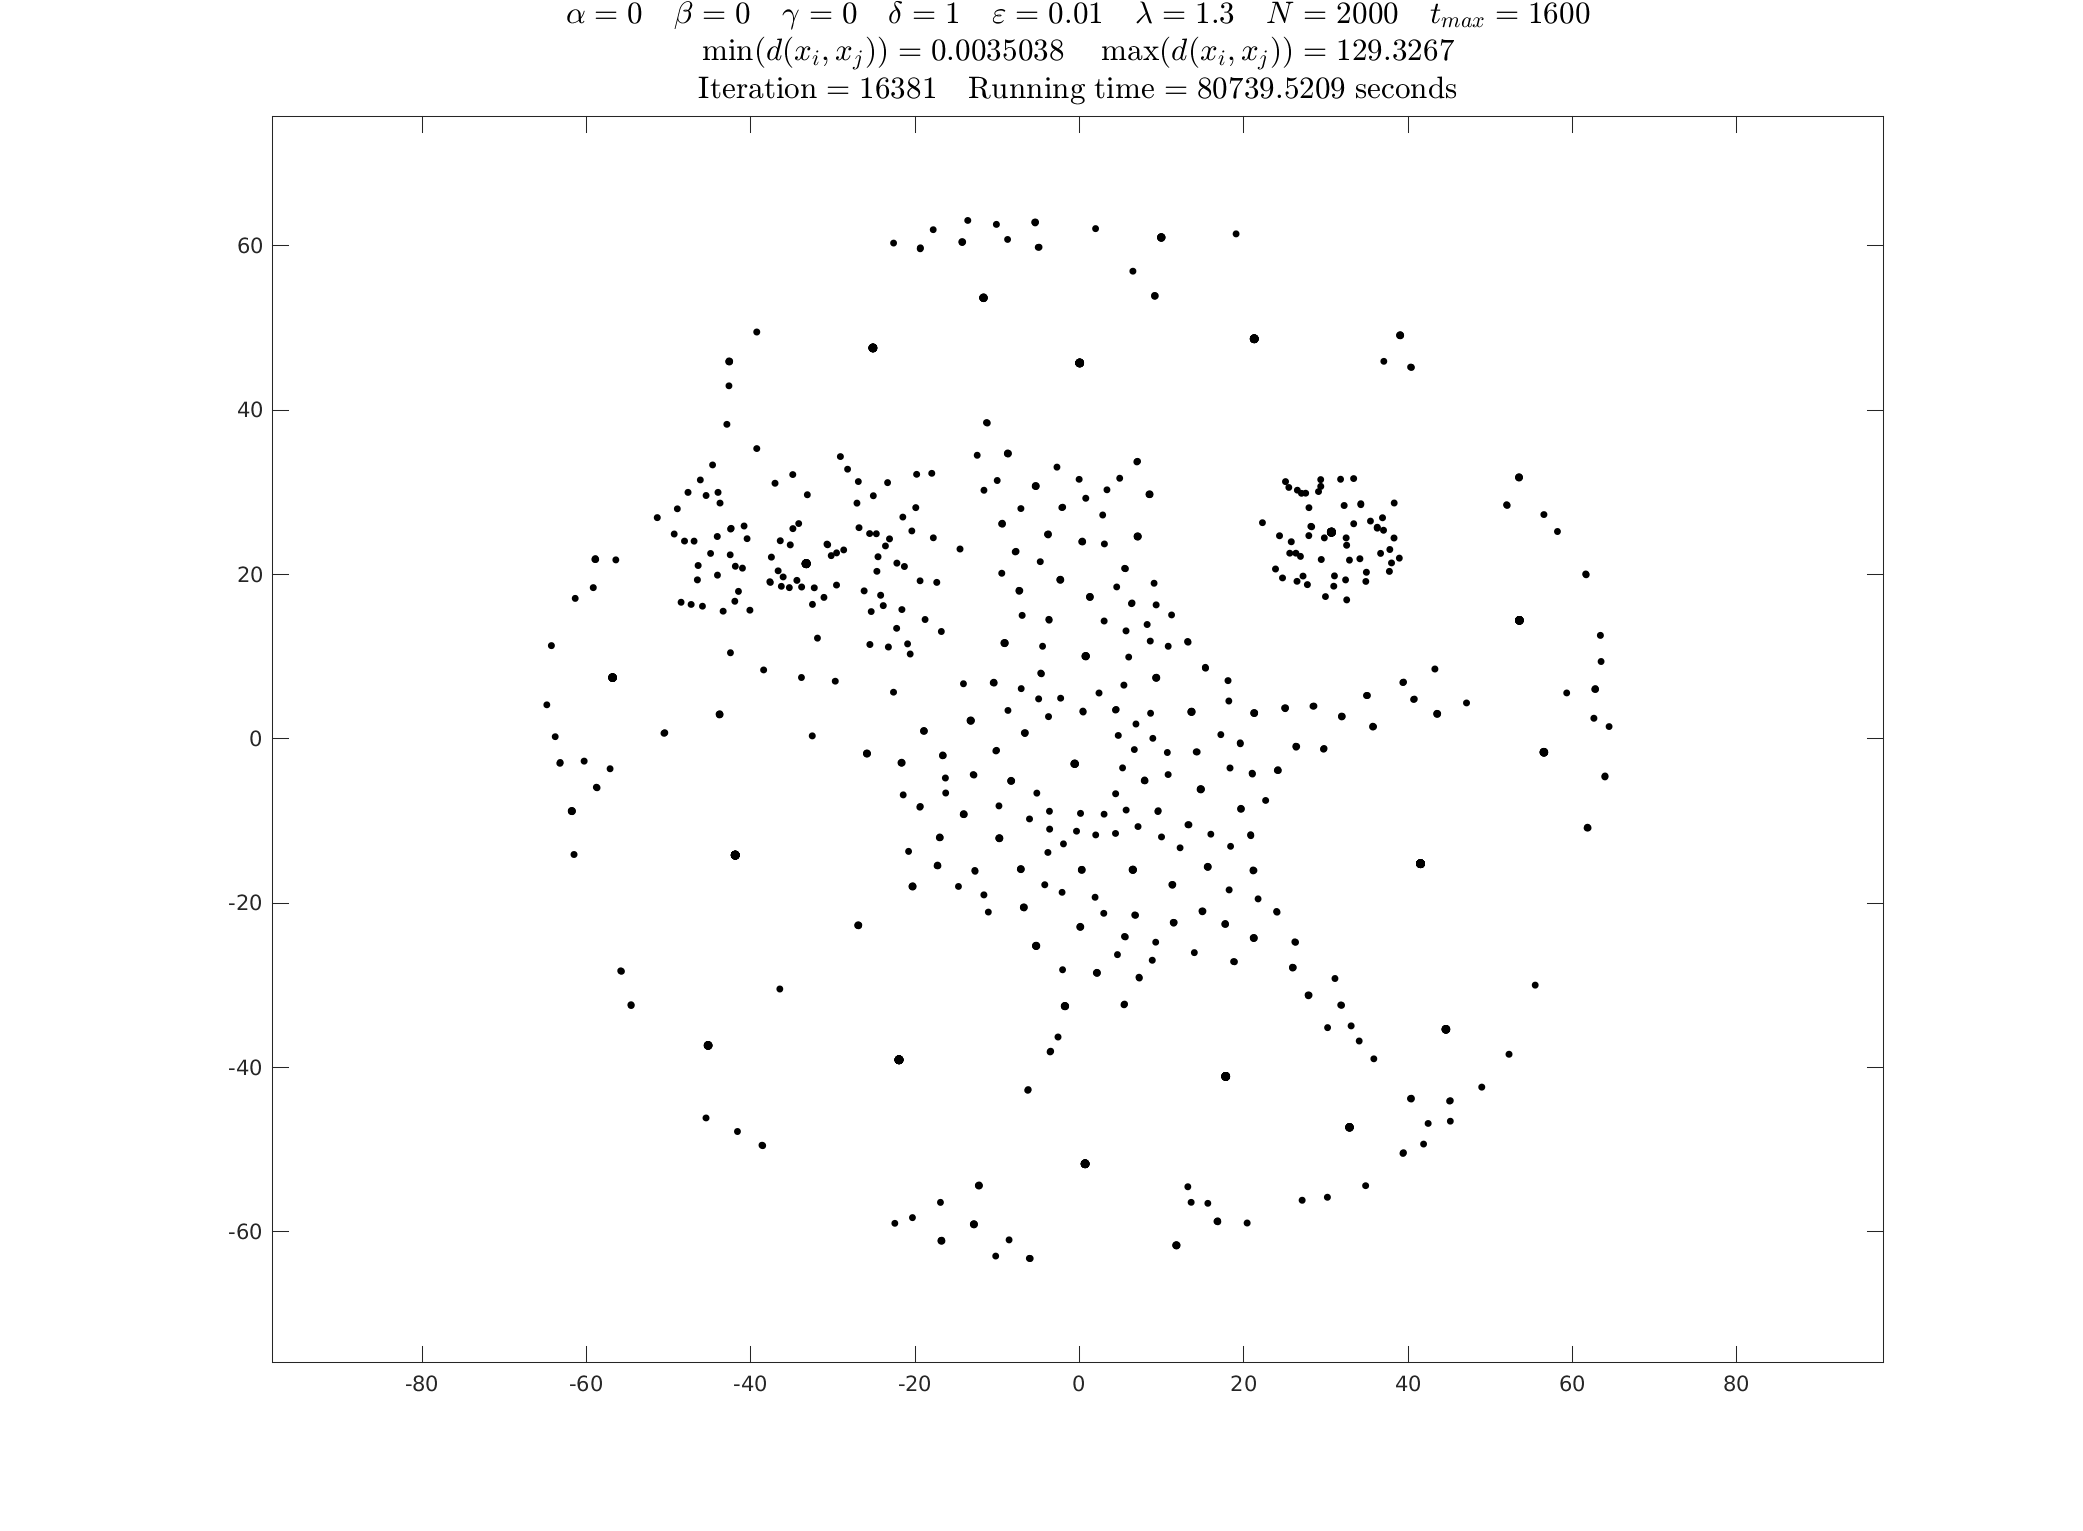 α = 0 β = 0 γ = 0 δ = 1 ε = 0.01 λ = 1.3 N = 2000 t_max = 1600
min(d(x_i, x_j)) = 0.0035038 max(d(x_i, x_j)) = 129.3267
Iteration = 16381 Running time = 80739.5209 seconds
60
40
20
0
-20
-40
-60
-80 -60 -40 -20 0 20 40 60 80